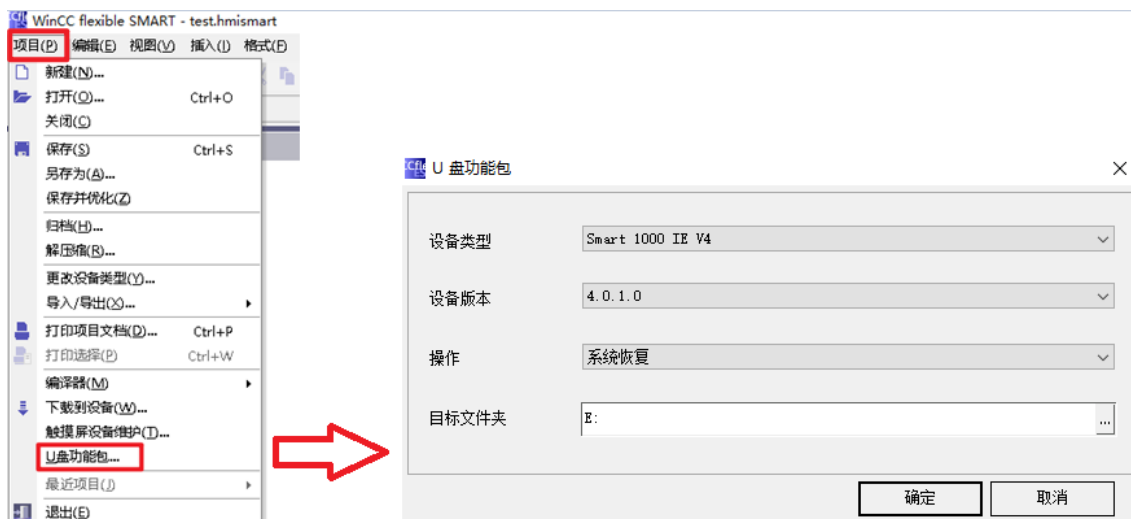 WinCC flexible SMART - test.hmismart
项目(P) 编辑(E) 视图(V) 插入(I) 格式(F)
新建(N)...
打开(O)... Ctrl+O
关闭(C)
保存(S) Ctrl+S
另存为(A)...
保存并优化(Z)
归档(H)...
解压缩(R)...
更改设备类型(Y)...
导入/导出(X)...
打印项目文档(D)... Ctrl+P
打印选择(P) Ctrl+W
编译器(M)
下载到设备(W)...
触摸屏设备维护(T)...
U盘功能包...
最近项目(J)
退出(E)
U 盘功能包
设备类型 Smart 1000 IE V4
设备版本 4.0.1.0
操作 系统恢复
目标文件夹 E: ...
确定 取消